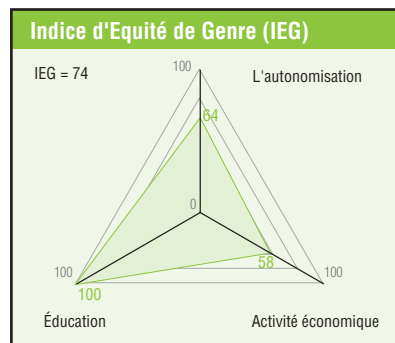 Indice d'Equité de Genre (IEG)
IEG = 74
100
L'autonomisation
64
0
58
100
100
100
Éducation
Activité économique